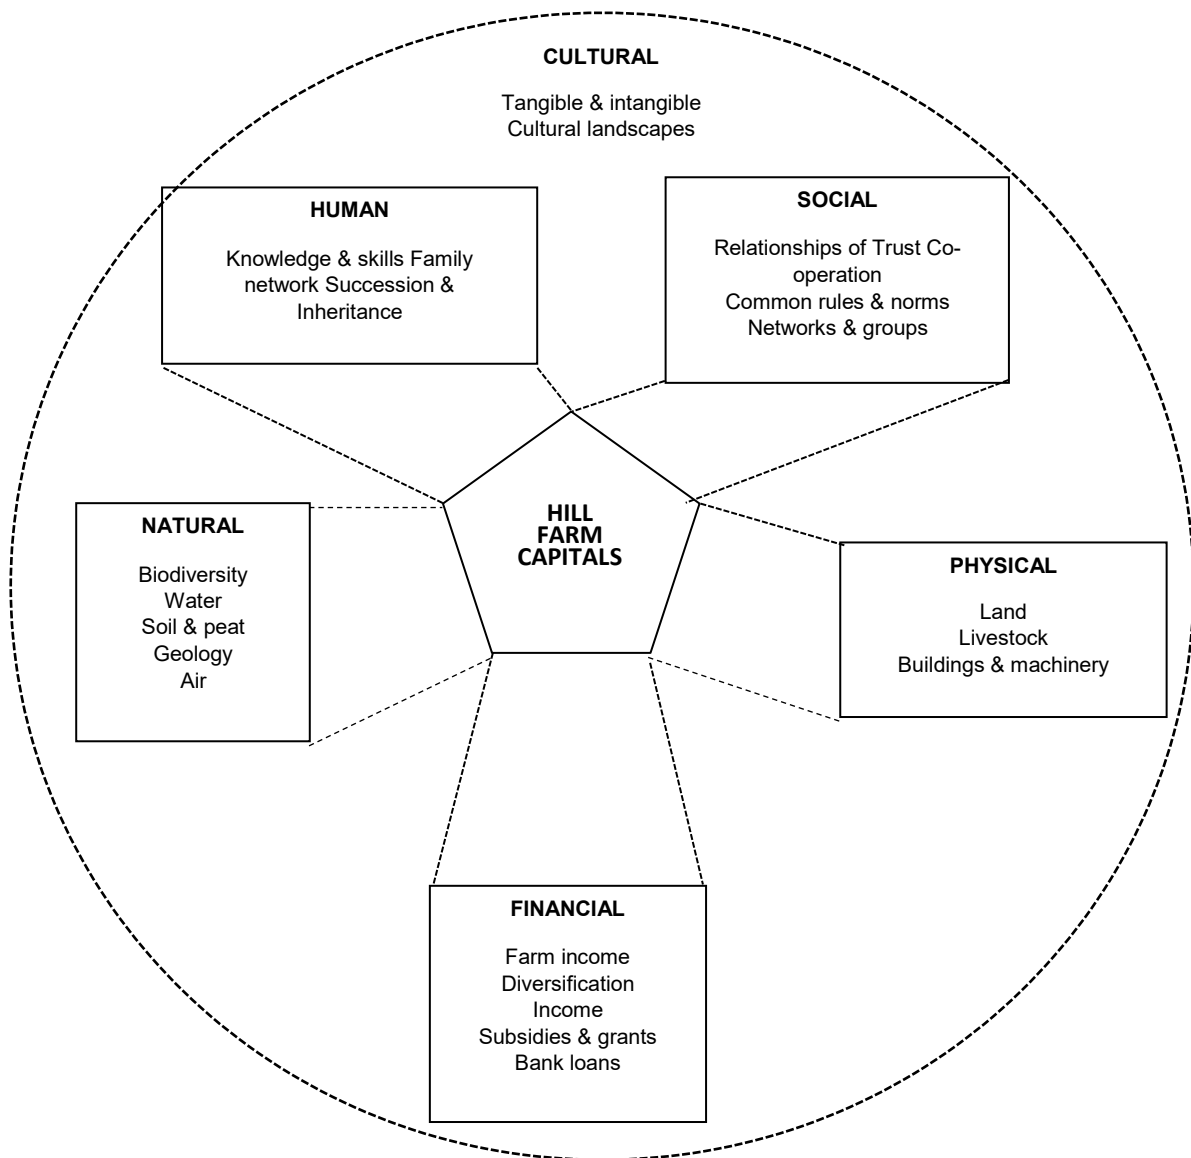 CULTURAL
Tangible & intangible
Cultural landscapes
HUMAN
Knowledge & skills Family
network Succession &
Inheritance
SOCIAL
Relationships of Trust Co-
operation
Common rules & norms
Networks & groups
HILL
FARM
CAPITALS
NATURAL
Biodiversity
Water
Soil & peat
Geology
Air
PHYSICAL
Land
Livestock
Buildings & machinery
FINANCIAL
Farm income
Diversification
Income
Subsidies & grants
Bank loans